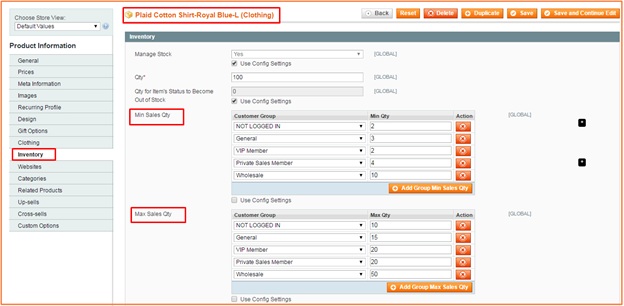 Choose Store View:
Default Values
Product Information
General
Prices
Meta Information
Images
Recurring Profile
Design
Gift Options
Clothing
Inventory
Websites
Categories
Related Products
Up-sells
Cross-sells
Custom Options
Plaid Cotton Shirt-Royal Blue-L (Clothing)
Back Reset Delete Duplicate Save Save and Continue Edit
Inventory
Manage Stock Yes [GLOBAL]
Use Config Settings
Qty* 100 [GLOBAL]
Qty for Item's Status to Become Out of Stock 0 [GLOBAL]
Use Config Settings
Min Sales Qty [GLOBAL]
Customer Group Min Qty Action
NOT LOGGED IN 2
General 3
VIP Member 2
Private Sales Member 4
Wholesale 10
Add Group Min Sales Qty
Use Config Settings
Max Sales Qty [GLOBAL]
Customer Group Max Qty Action
NOT LOGGED IN 10
General 15
VIP Member 20
Private Sales Member 20
Wholesale 50
Add Group Max Sales Qty
Use Config Settings